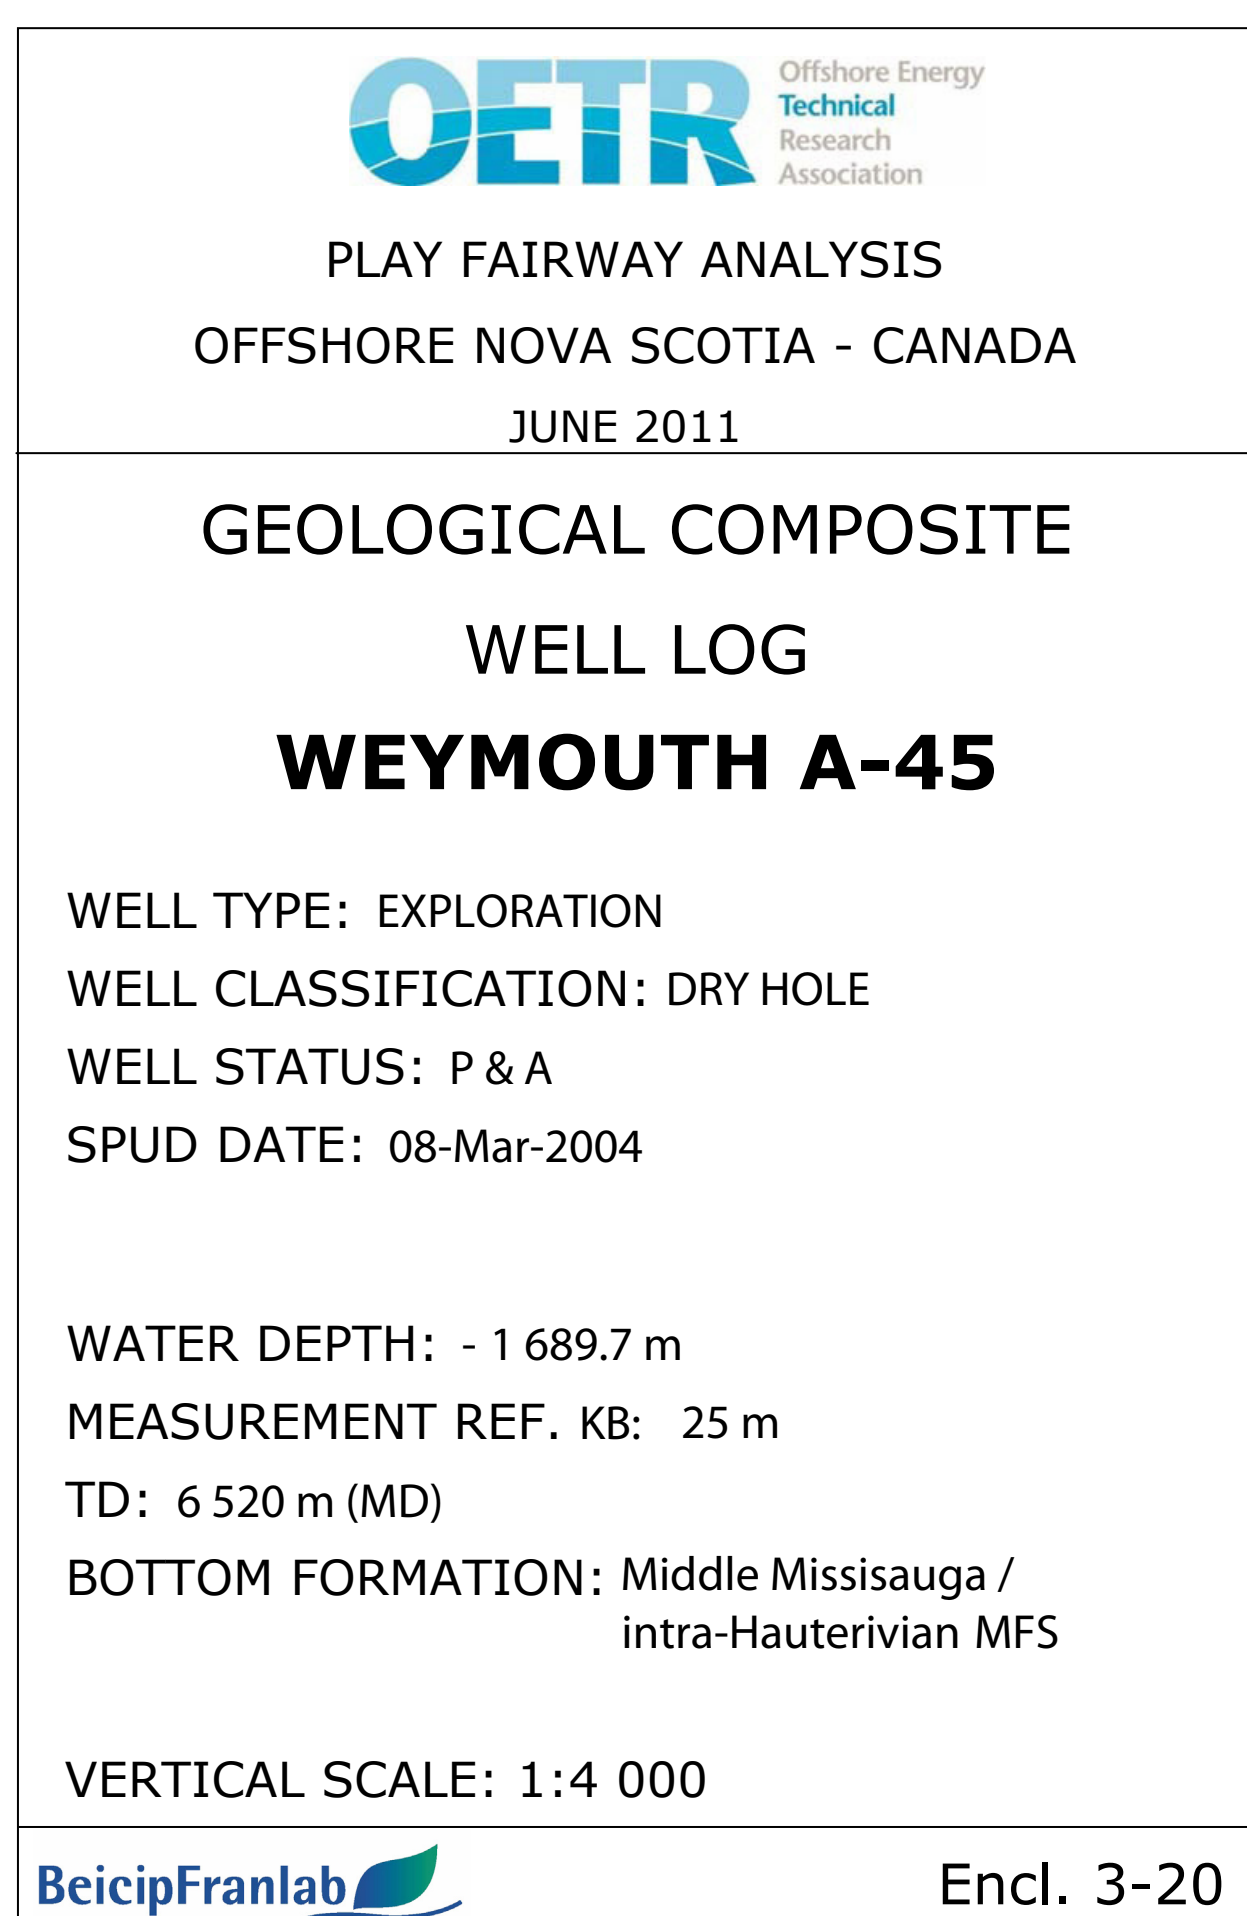 OETR
Offshore Energy
Technical
Research
Association
PLAY FAIRWAY ANALYSIS
OFFSHORE NOVA SCOTIA - CANADA
JUNE 2011
GEOLOGICAL COMPOSITE
WELL LOG
WEYMOUTH A-45
WELL TYPE: EXPLORATION
WELL CLASSIFICATION: DRY HOLE
WELL STATUS: P & A
SPUD DATE: 08-Mar-2004
WATER DEPTH: - 1 689.7 m
MEASUREMENT REF. KB: 25 m
TD: 6 520 m (MD)
BOTTOM FORMATION: Middle Missisauga /
intra-Hauterivian MFS
VERTICAL SCALE: 1:4 000
BeicipFranlab
Encl. 3-20